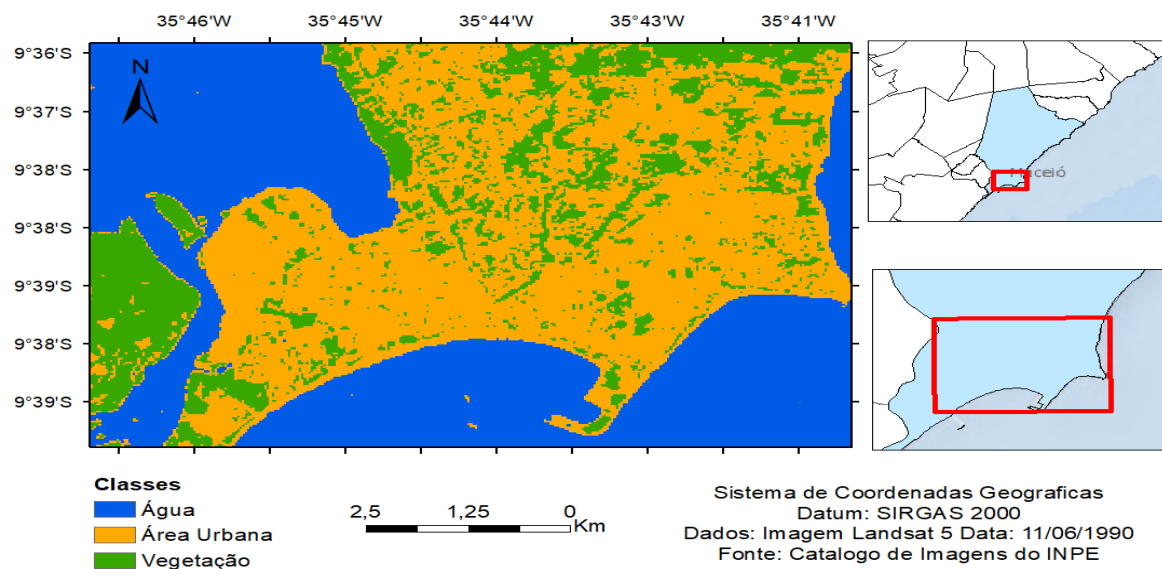 35°46'W 35°45'W 35°44'W 35°43'W 35°41'W
9°36'S
9°37'S
9°38'S
9°38'S
9°39'S
9°38'S
9°39'S
N
Maceió
Classes
Água
Área Urbana
Vegetação
2,5 1,25 0
Km
Sistema de Coordenadas Geograficas
Datum: SIRGAS 2000
Dados: Imagem Landsat 5 Data: 11/06/1990
Fonte: Catalogo de Imagens do INPE